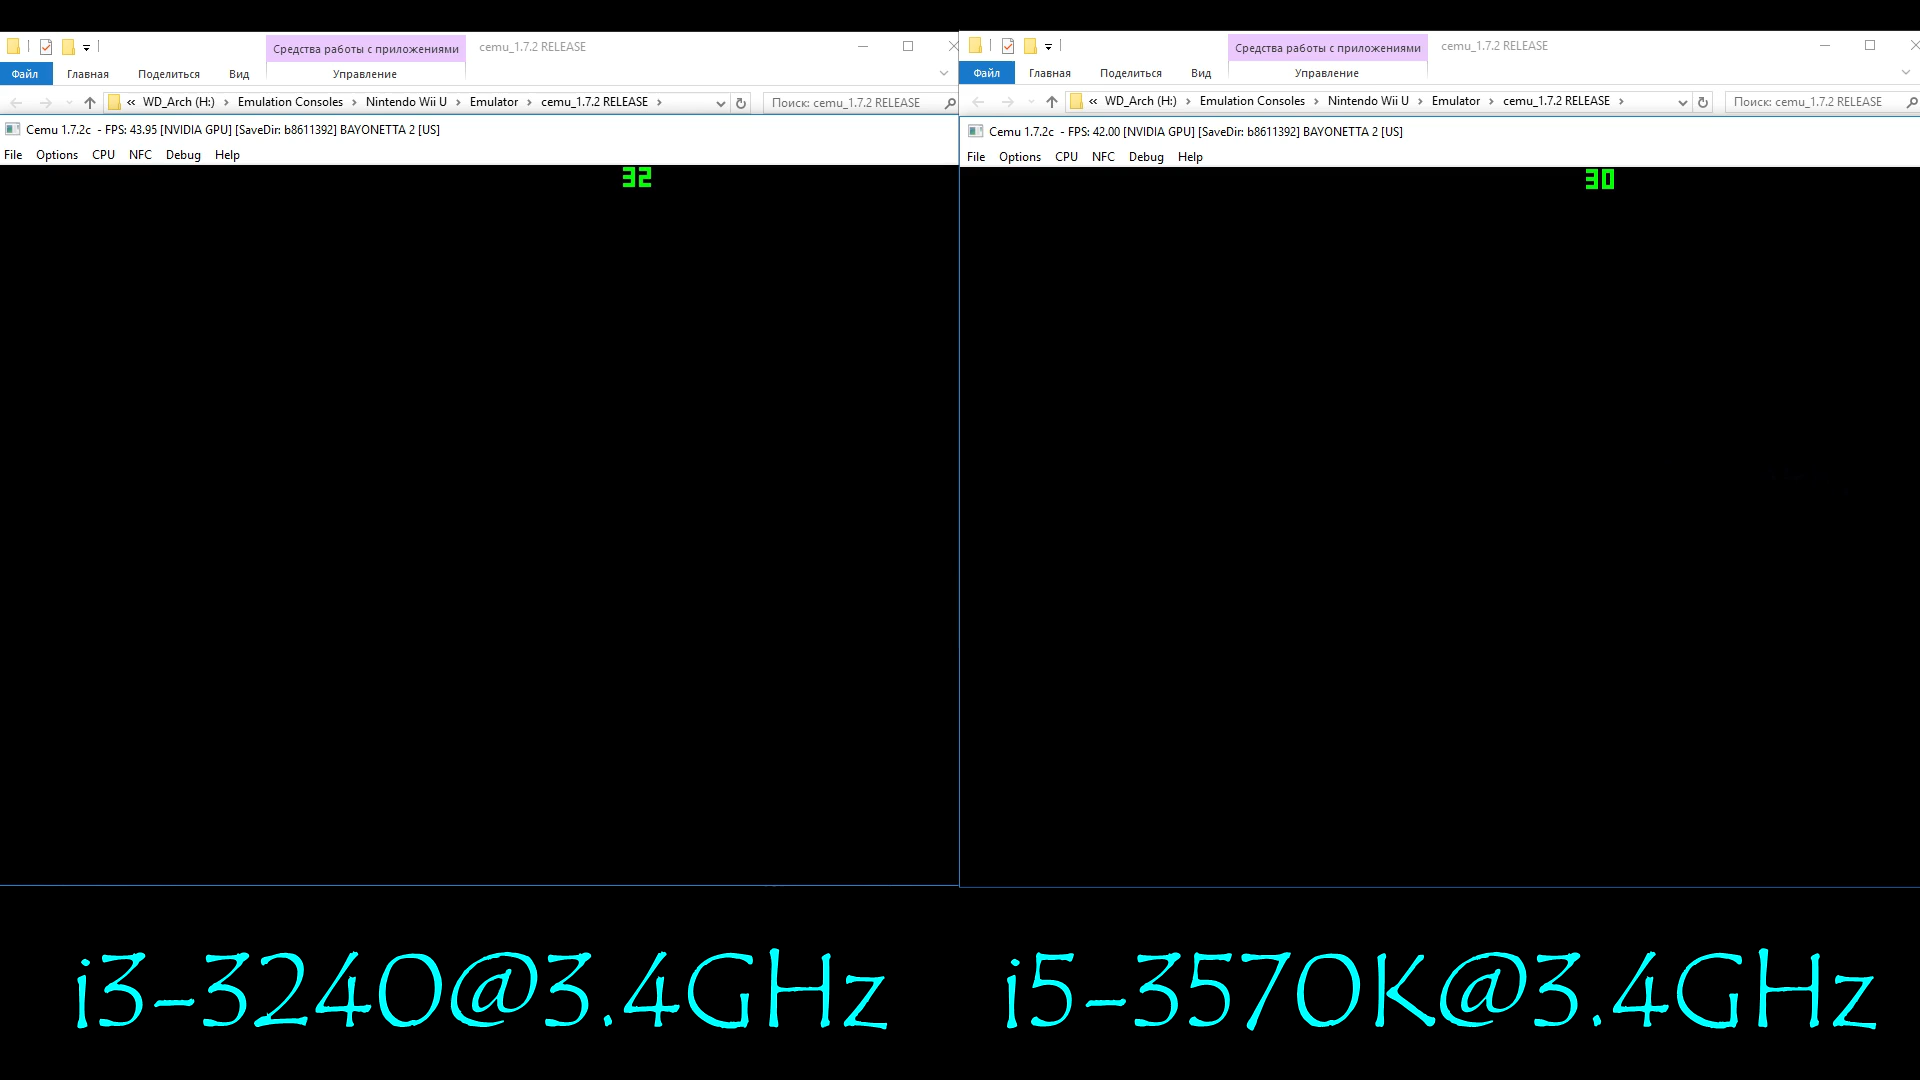 Средства работы с приложениями cemu_1.7.2 RELEASE
Файл Главная Поделиться Вид Управление
« WD_Arch (H:) › Emulation Consoles › Nintendo Wii U › Emulator › cemu_1.7.2 RELEASE › Поиск: cemu_1.7.2 RELEASE
Cemu 1.7.2c - FPS: 43.95 [NVIDIA GPU] [SaveDir: b8611392] BAYONETTA 2 [US]
File Options CPU NFC Debug Help
32
i3-3240@3.4GHz
Средства работы с приложениями cemu_1.7.2 RELEASE
Файл Главная Поделиться Вид Управление
« WD_Arch (H:) › Emulation Consoles › Nintendo Wii U › Emulator › cemu_1.7.2 RELEASE › Поиск: cemu_1.7.2 RELEASE
Cemu 1.7.2c - FPS: 42.00 [NVIDIA GPU] [SaveDir: b8611392] BAYONETTA 2 [US]
File Options CPU NFC Debug Help
30
i5-3570K@3.4GHz